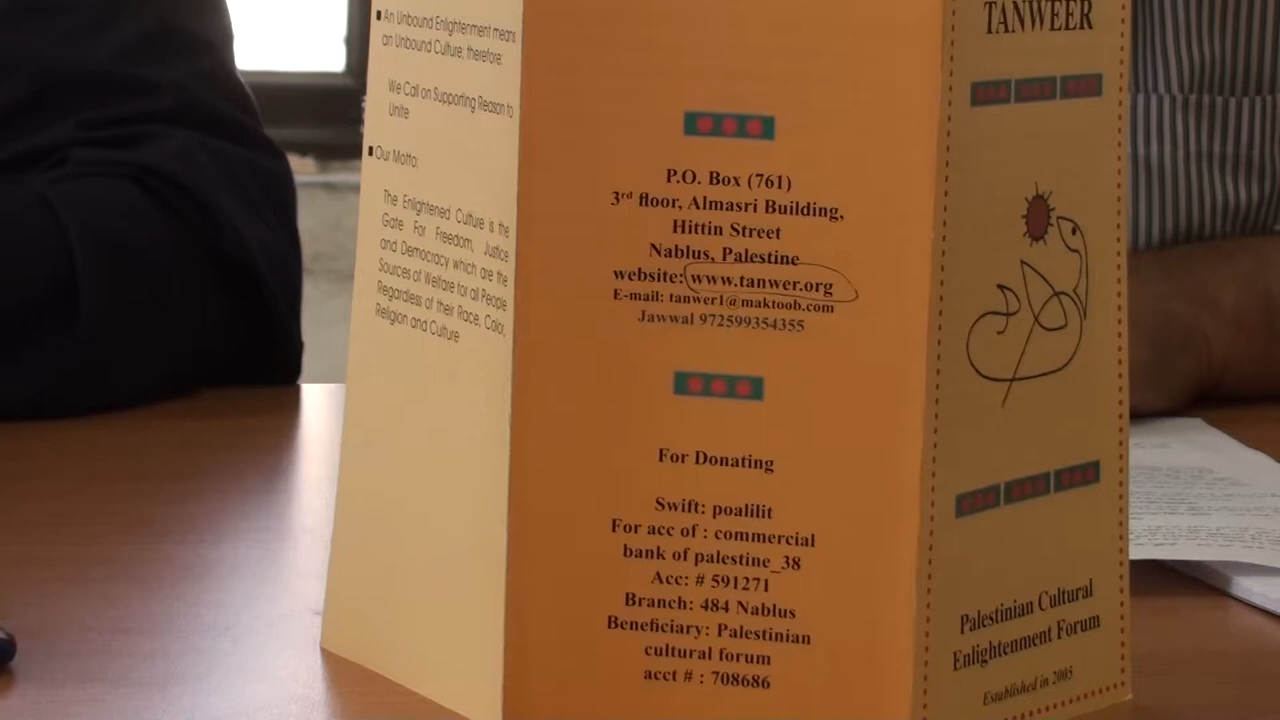 An Unbound Enlightenment means
an Unbound Culture; therefore:
We Call on Supporting Reason to
Unite
Our Motto:
The Enlightened Culture is the
Gate For Freedom, Justice
and Democracy which are the
Sources of Welfare for all People
Regardless of their Race, Color,
Religion and Culture
P.O. Box (761)
3rd floor, Almasri Building,
Hittin Street
Nablus, Palestine
website: www.tanwer.org
E-mail: tanwer1@maktoob.com
Jawwal 972599354355
For Donating
Swift: poalilit
For acc of : commercial
bank of palestine_38
Acc: # 591271
Branch: 484 Nablus
Beneficiary: Palestinian
cultural forum
acct # : 708686
TANWEER
Palestinian Cultural
Enlightenment Forum
Established in 2005